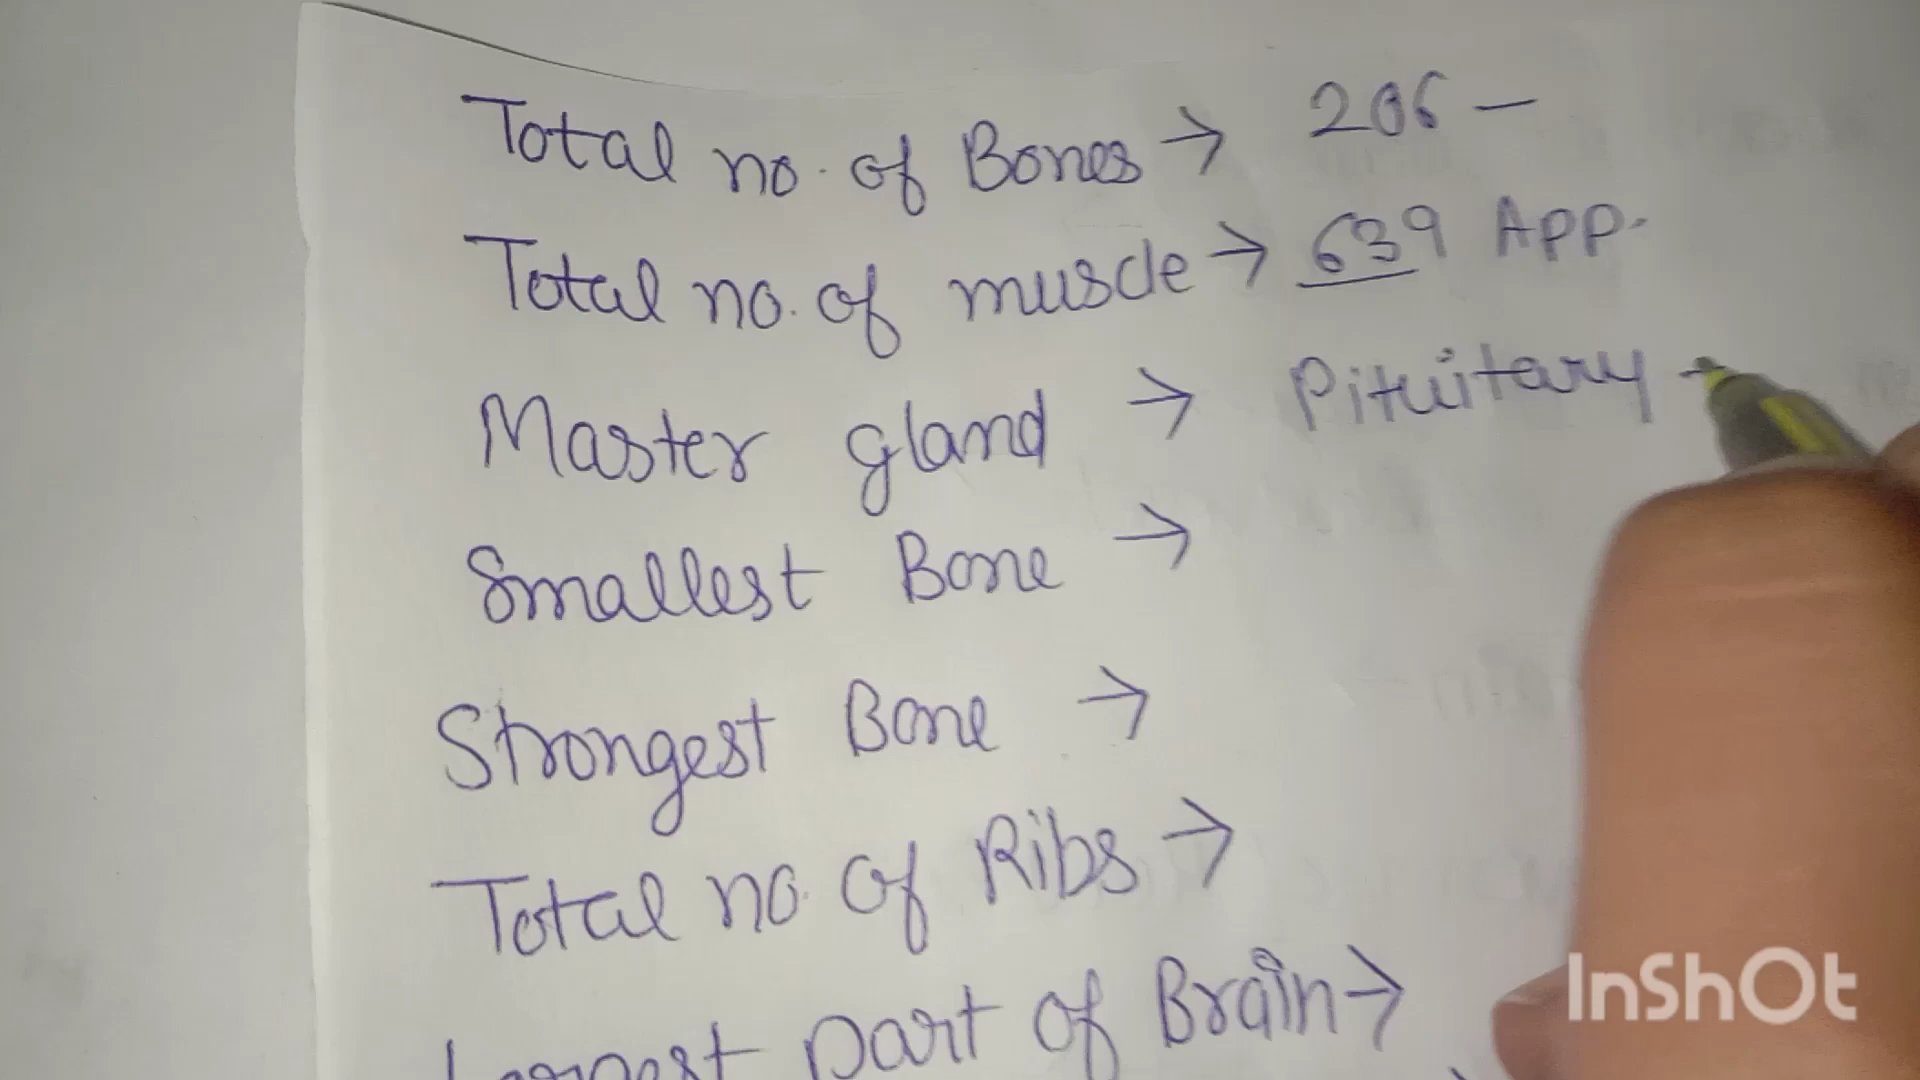 Total no. of Bones → 206 –
Total no. of muscle → 639 App.
Master gland → Pituitary -
Smallest Bone →
Strongest Bone →
Total no. of Ribs →
Largest part of Brain →
InShOt